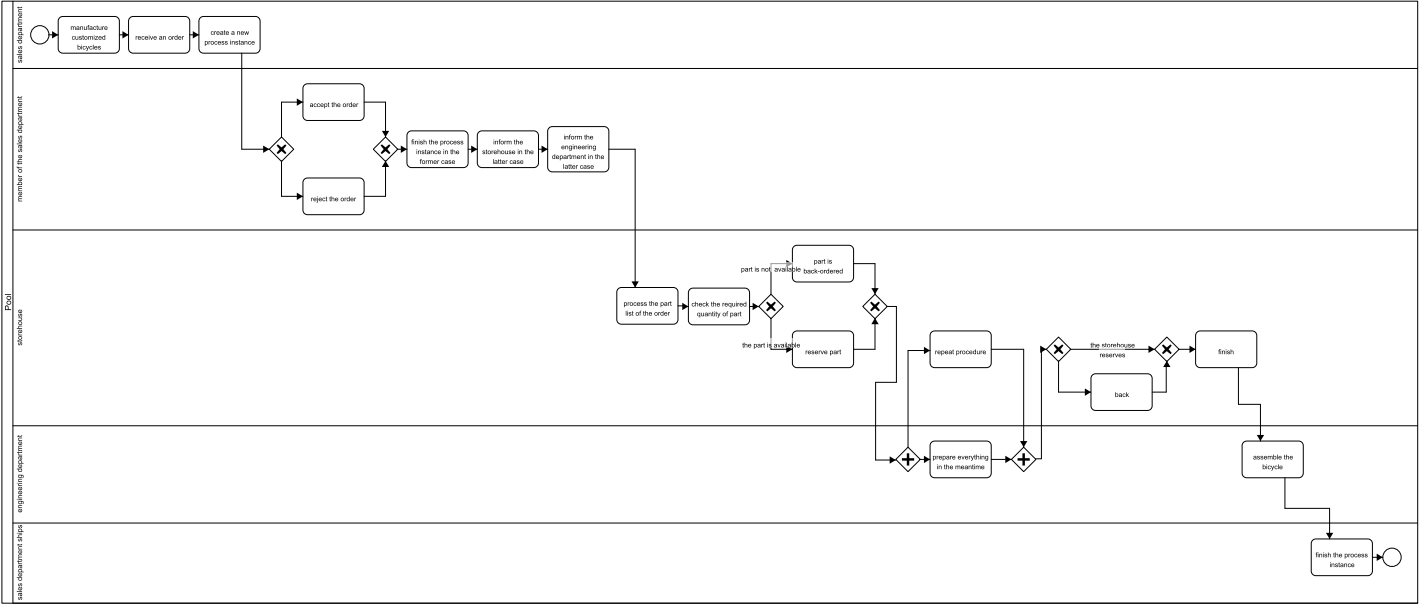 Pool
sales department
manufacture
customized
bicycles
receive an order
create a new
process instance
member of the sales department
accept the order
reject the order
finish the process
instance in the
former case
inform the
storehouse in the
latter case
inform the
engineering
department in the
latter case
storehouse
process the part
list of the order
check the required
quantity of part
part is not available
part is
back-ordered
the part is available
reserve part
repeat procedure
the storehouse
reserves
back
finish
engineering department
prepare everything
in the meantime
assemble the
bicycle
sales department ships
finish the process
instance